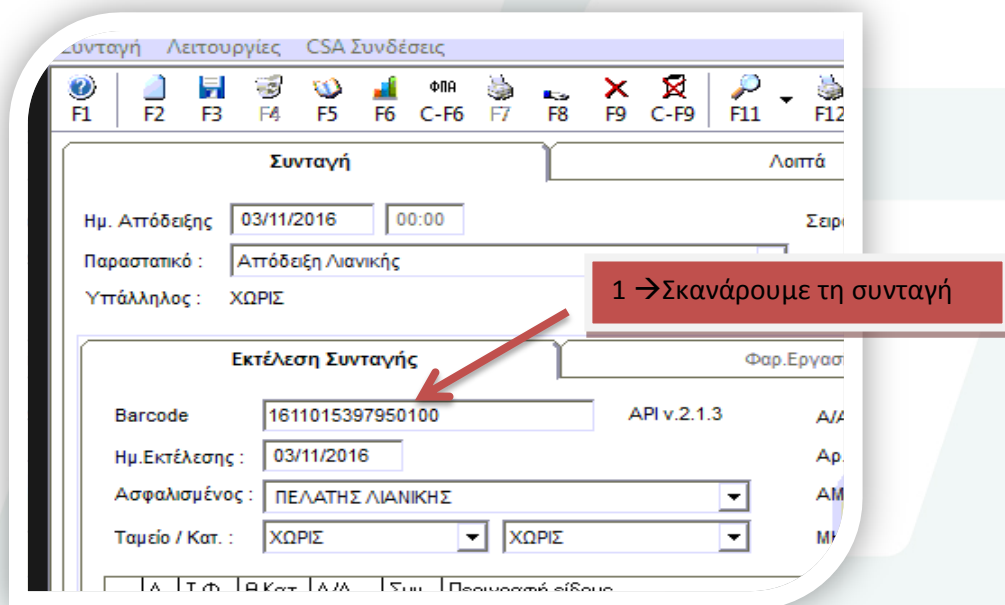 Συνταγή Λειτουργίες CSA Συνδέσεις
ΦΠΑ
F1 F2 F3 F4 F5 F6 C-F6 F7 F8 F9 C-F9 F11 F12
Συνταγή Λοιπά
Ημ. Απόδειξης 03/11/2016 00:00
Παραστατικό : Απόδειξη Λιανικής
Υπάλληλος : ΧΩΡΙΣ
1 →Σκανάρουμε τη συνταγή
Εκτέλεση Συνταγής
Barcode 1611015397950100 API v.2.1.3 Α/Α
Ημ.Εκτέλεσης : 03/11/2016 Αρ.
Ασφαλισμένος : ΠΕΛΑΤΗΣ ΛΙΑΝΙΚΗΣ ΑΜ
Ταμείο / Κατ. : ΧΩΡΙΣ ΧΩΡΙΣ